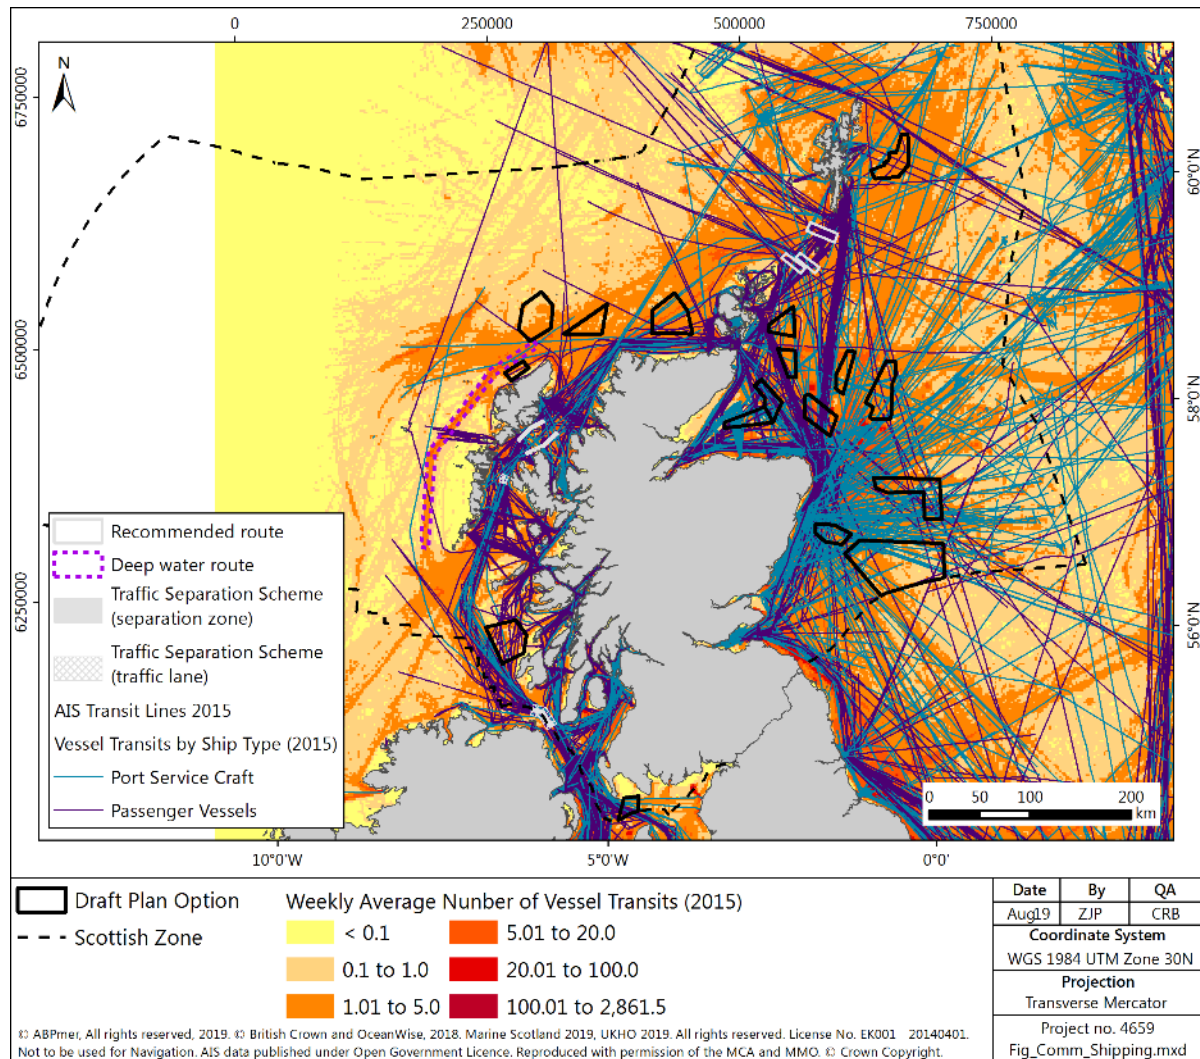 0 250000 500000 750000
N
6750000
6500000
6250000
60°0'N
58°0'N
56°0'N
Recommended route
Deep water route
Traffic Separation Scheme
(separation zone)
Traffic Separation Scheme
(traffic lane)
AIS Transit Lines 2015
Vessel Transits by Ship Type (2015)
Port Service Craft
Passenger Vessels
0 50 100 200
km
10°0'W 5°0'W 0°0'
Draft Plan Option
Scottish Zone
Weekly Average Nunber of Vessel Transits (2015)
< 0.1
0.1 to 1.0
1.01 to 5.0
5.01 to 20.0
20.01 to 100.0
100.01 to 2,861.5
Date By QA
Aug19 ZJP CRB
Coordinate System
WGS 1984 UTM Zone 30N
Projection
Transverse Mercator
Project no. 4659
Fig_Comm_Shipping.mxd
© ABPmer, All rights reserved, 2019. © British Crown and OceanWise, 2018. Marine Scotland 2019, UKHO 2019. All rights reserved. License No. EK001 20140401.
Not to be used for Navigation. AIS data published under Open Government Licence. Reproduced with permission of the MCA and MMO. © Crown Copyright.